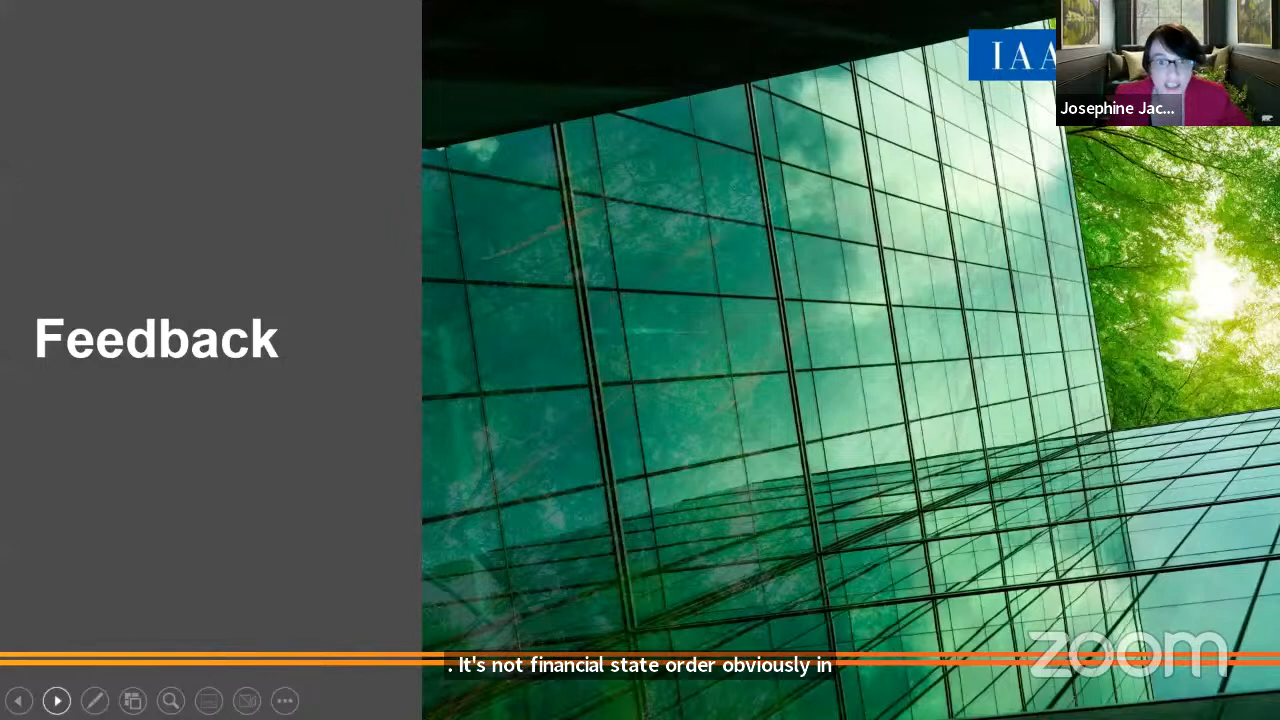 IAA
Josephine Jac...
Feedback
. It's not financial state order obviously in
zoom